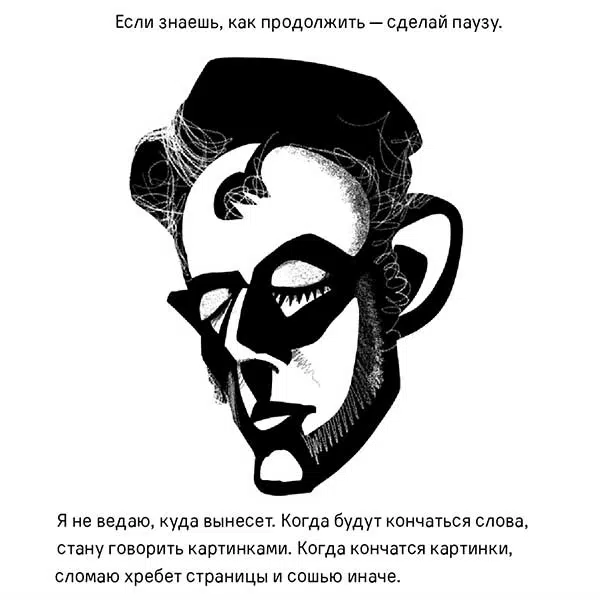 Если знаешь, как продолжить — сделай паузу.
Я не ведаю, куда вынесет. Когда будут кончаться слова,
стану говорить картинками. Когда кончатся картинки,
сломаю хребет страницы и сошью иначе.